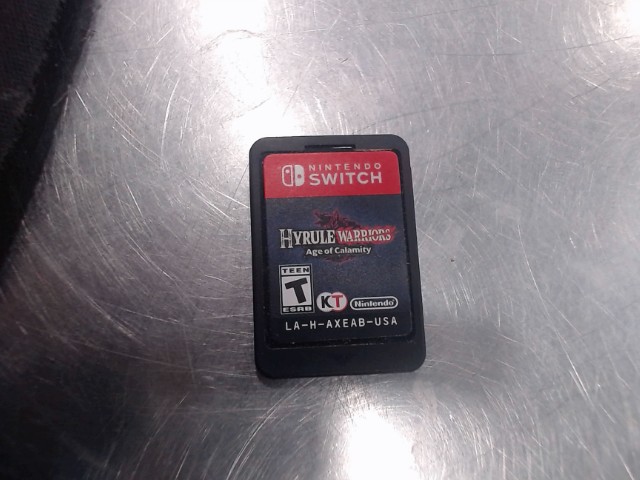 NINTENDO
SWITCH
HYRULE WARRIORS
Age of Calamity
TEEN
T
ESRB
KT
Nintendo
LA-H-AXEAB-USA